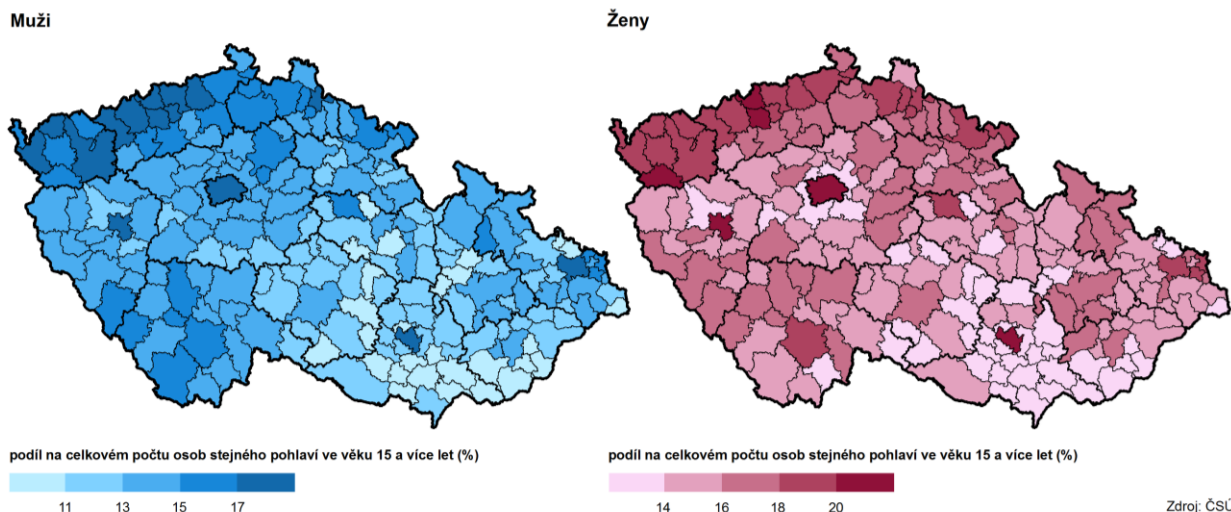 Muži
Ženy
podíl na celkovém počtu osob stejného pohlaví ve věku 15 a více let (%)
11 13 15 17
podíl na celkovém počtu osob stejného pohlaví ve věku 15 a více let (%)
14 16 18 20
Zdroj: ČSÚ